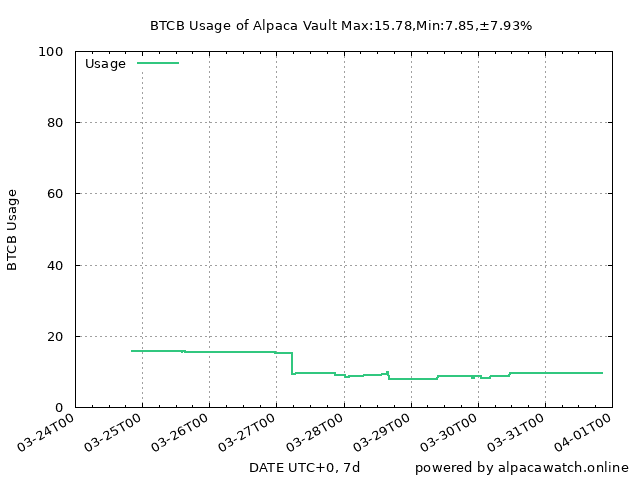 BTCB Usage of Alpaca Vault Max:15.78,Min:7.85,±7.93%
Usage
BTCB Usage
100
80
60
40
20
0
03-24T00
03-25T00
03-26T00
03-27T00
03-28T00
03-29T00
03-30T00
03-31T00
04-01T00
DATE UTC+0, 7d
powered by alpacawatch.online